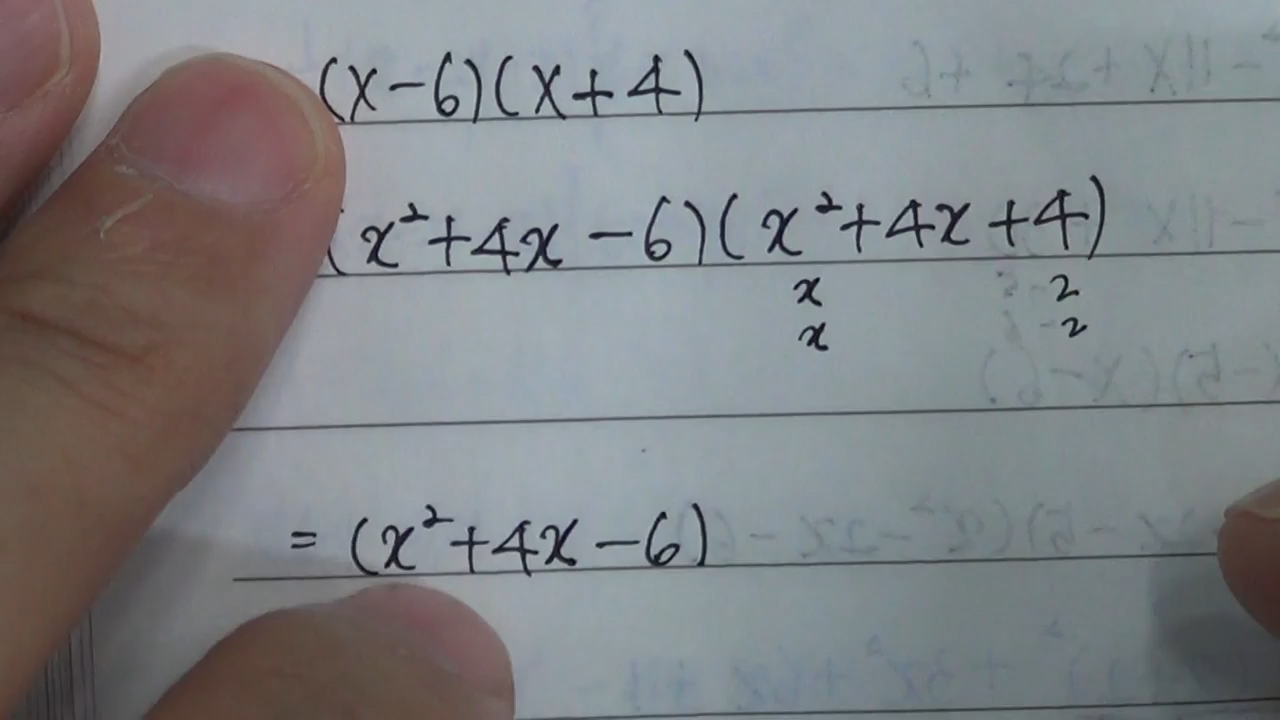 (x-6)(x+4)
(x²+4x-6)(x²+4x+4)
x 2
x 2
= (x²+4x-6)